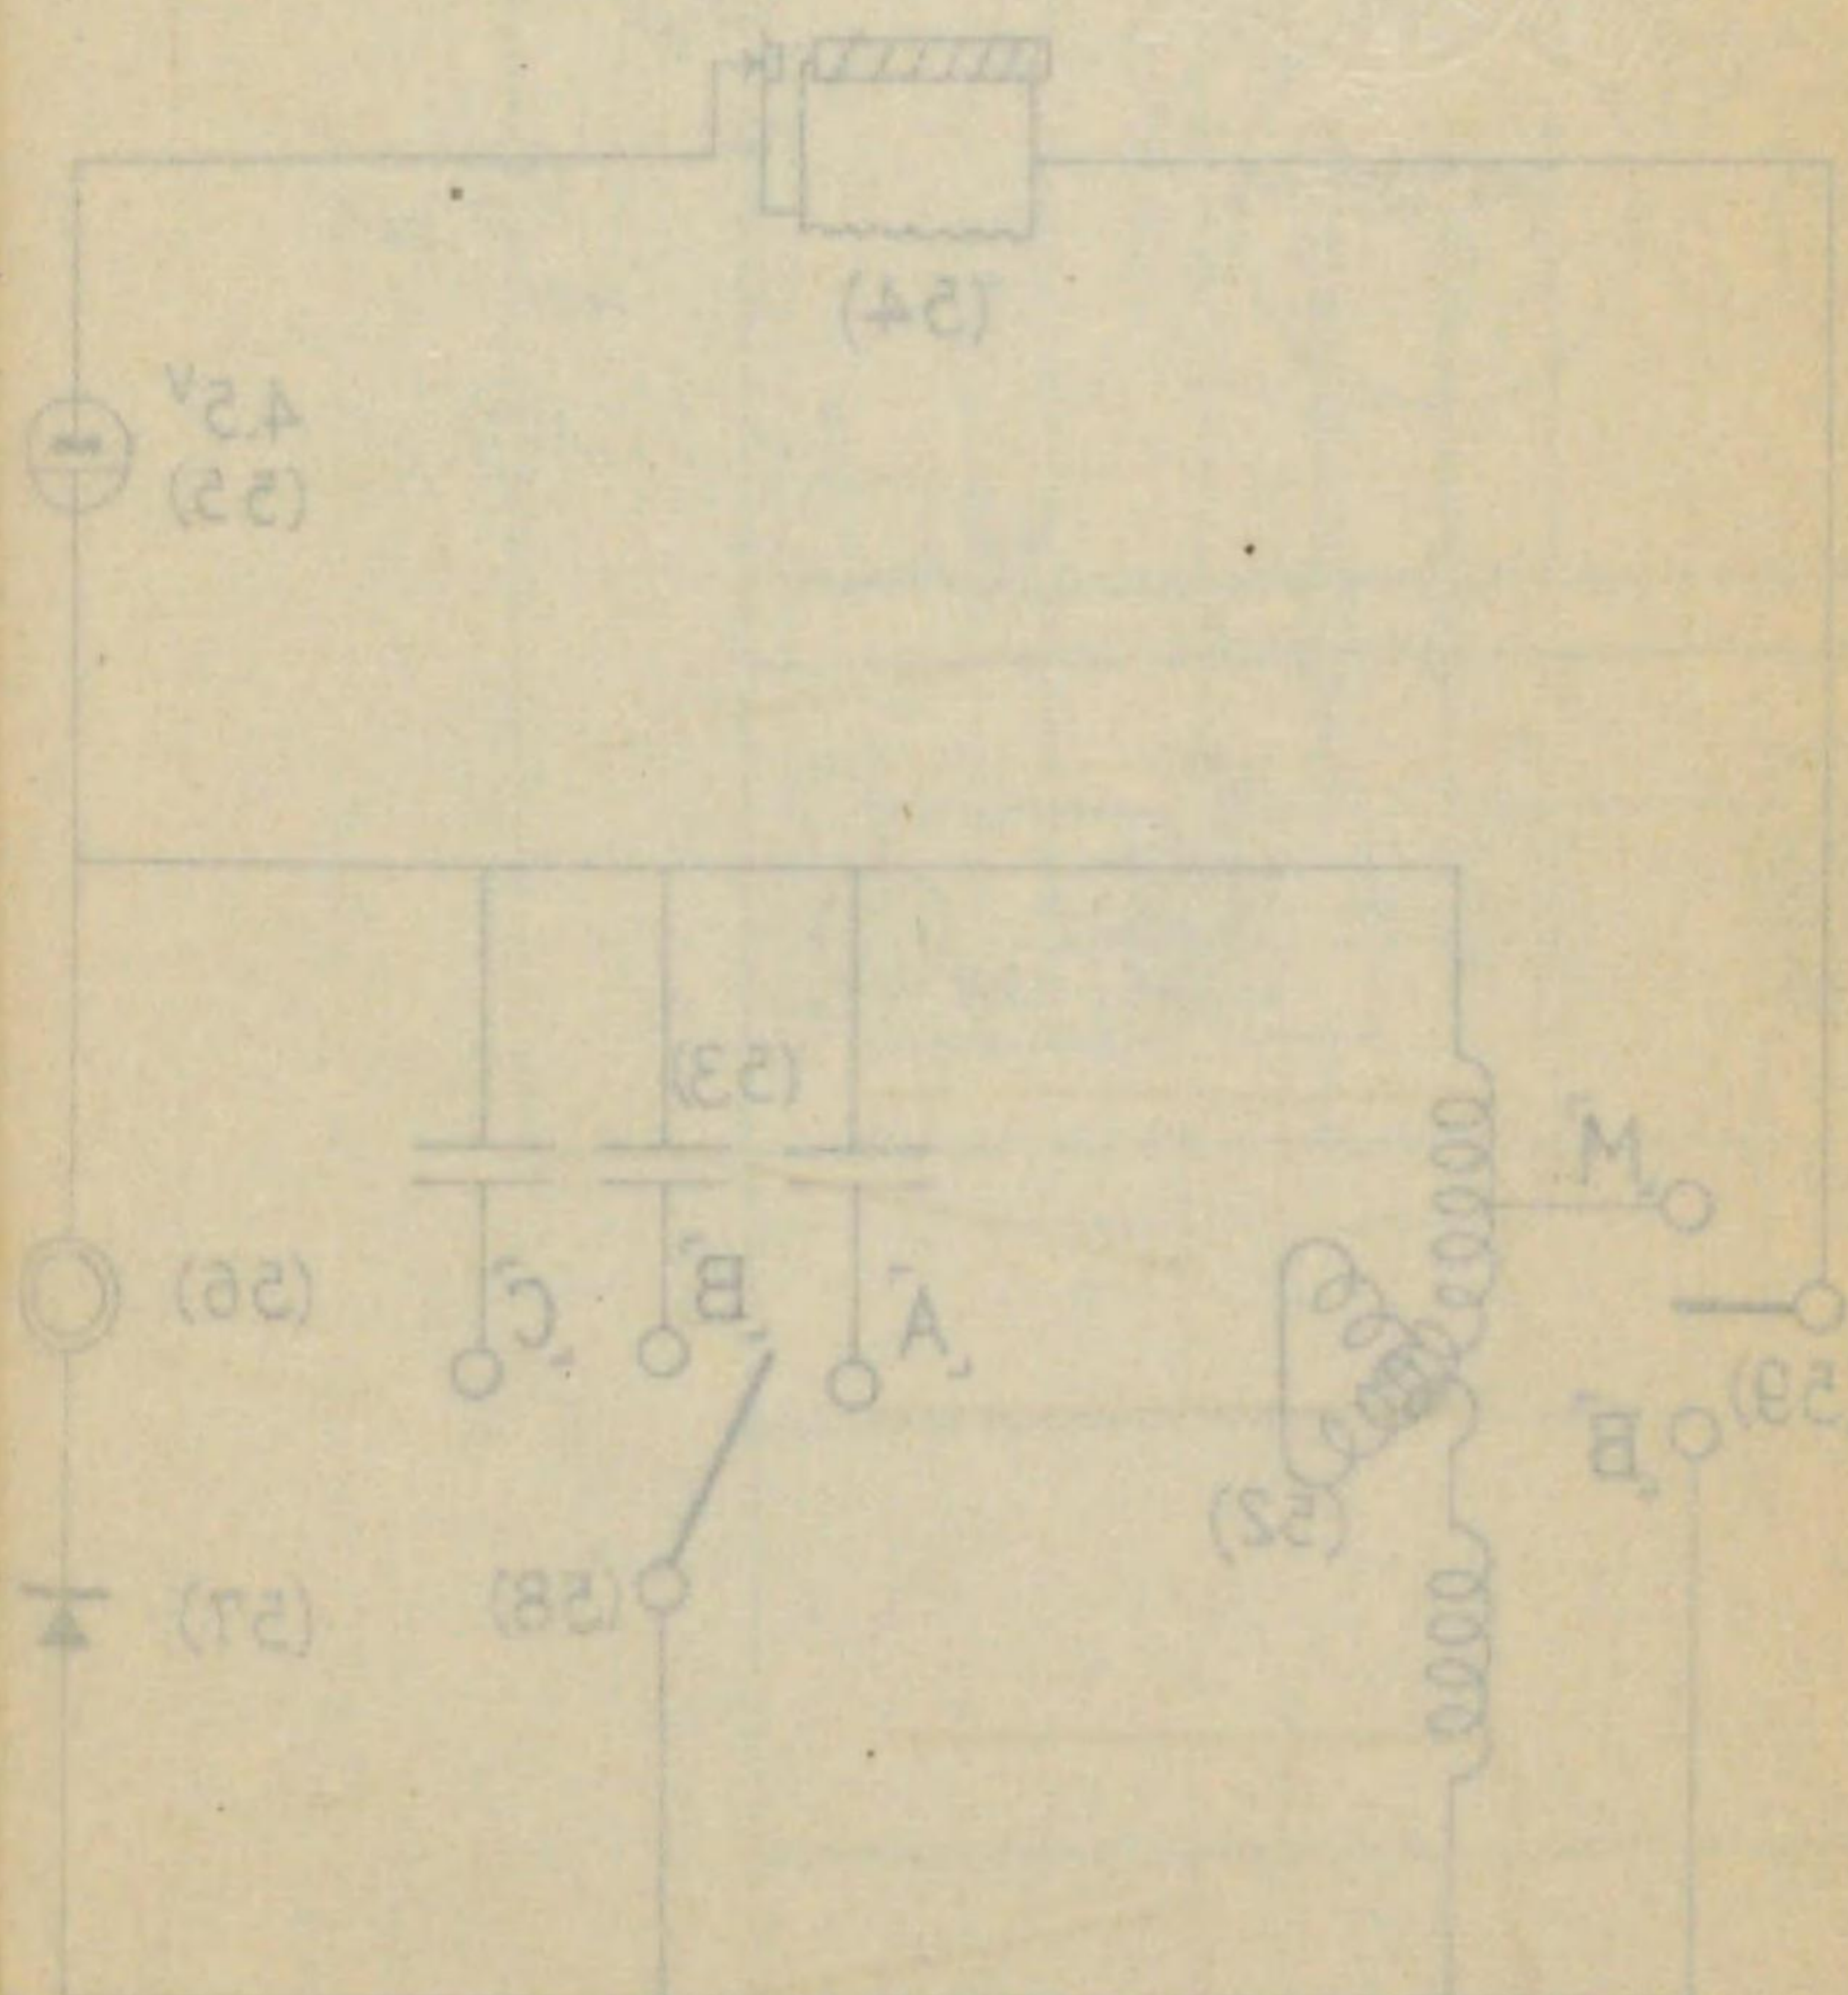 (54)
4.5V
(55)
(53)
"M"
(56)
"C"
"B"
"A"
(59)
"B"
(52)
(57)
(58)